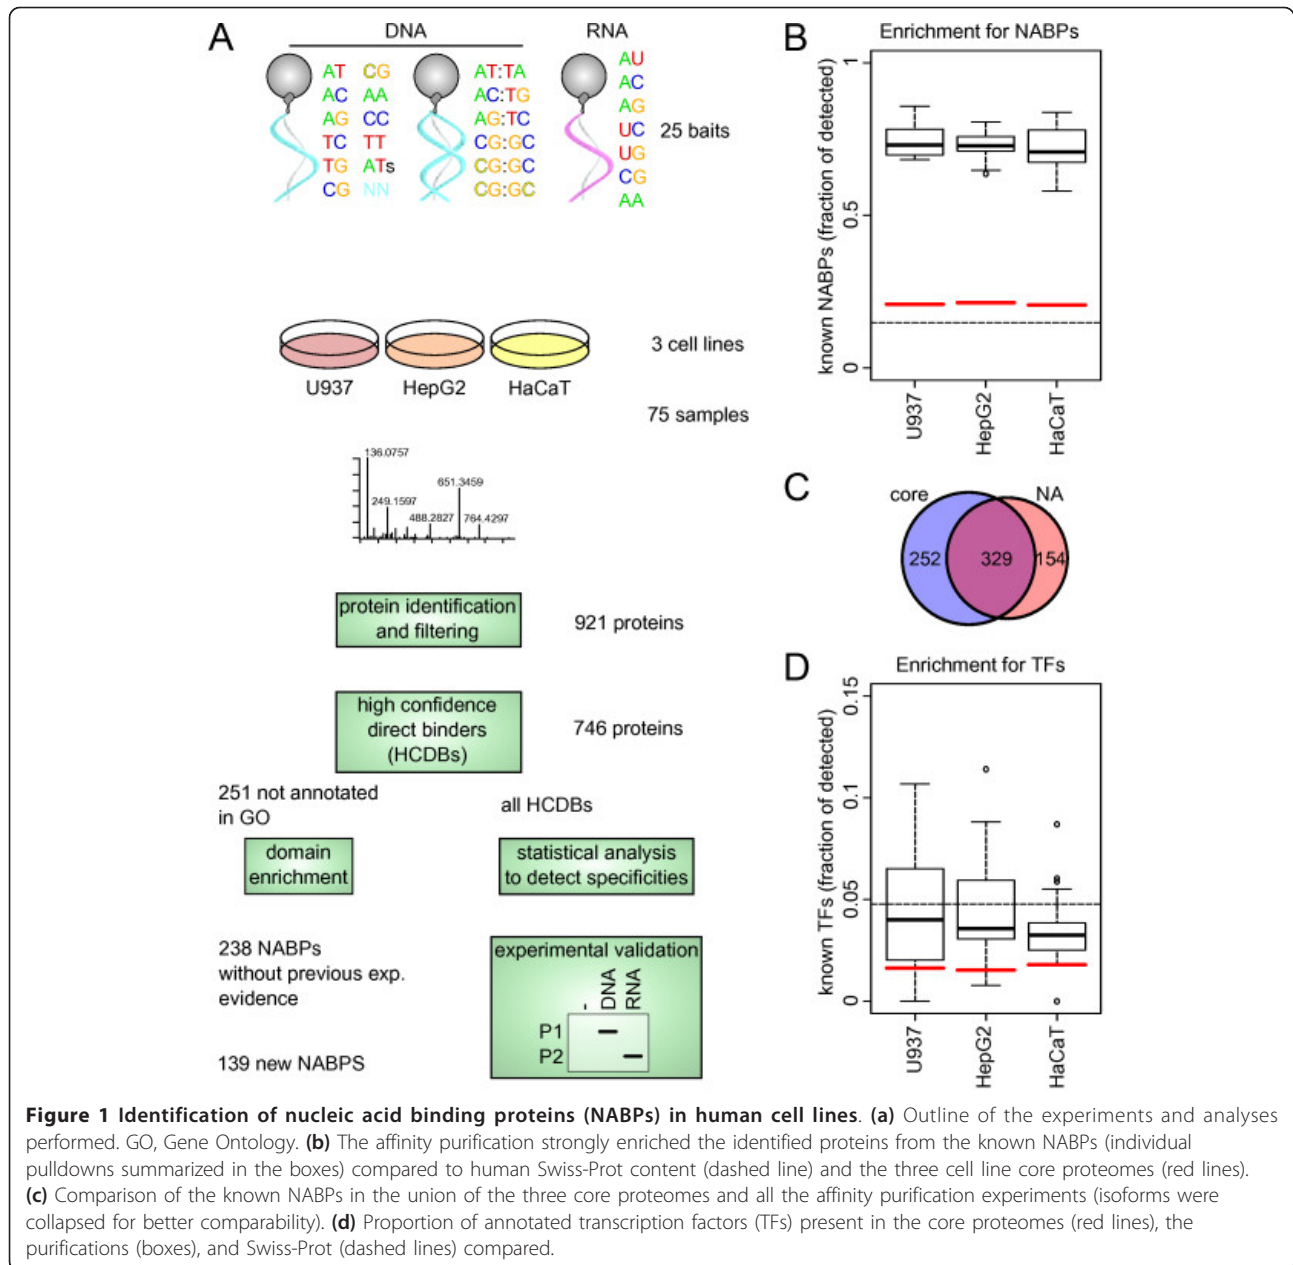 A
DNA
RNA
AT CG
AC AA
AG CC
TC TT
TG ATs
CG NN
AT:TA
AC:TG
AG:TC
CG:GC
CG:GC
CG:GC
AU
AC
AG
UC
UG
CG
AA
25 baits
U937
HepG2
HaCaT
3 cell lines
75 samples
136.0757
249.1597
488.2827
651.3459
764.4297
protein identification
and filtering
921 proteins
high confidence
direct binders
(HCDBs)
746 proteins
251 not annotated
in GO
all HCDBs
domain
enrichment
statistical analysis
to detect specificities
238 NABPs
without previous exp.
evidence
139 new NABPS
experimental validation
-
DNA
RNA
P1
P2
B
Enrichment for NABPs
known NABPs (fraction of detected)
1
0.5
0
U937
HepG2
HaCaT
C
core
NA
252
329
154
D
Enrichment for TFs
known TFs (fraction of detected)
0.15
0.1
0.05
0
U937
HepG2
HaCaT
Figure 1 Identification of nucleic acid binding proteins (NABPs) in human cell lines. (a) Outline of the experiments and analyses
performed. GO, Gene Ontology. (b) The affinity purification strongly enriched the identified proteins from the known NABPs (individual
pulldowns summarized in the boxes) compared to human Swiss-Prot content (dashed line) and the three cell line core proteomes (red lines).
(c) Comparison of the known NABPs in the union of the three core proteomes and all the affinity purification experiments (isoforms were
collapsed for better comparability). (d) Proportion of annotated transcription factors (TFs) present in the core proteomes (red lines), the
purifications (boxes), and Swiss-Prot (dashed lines) compared.